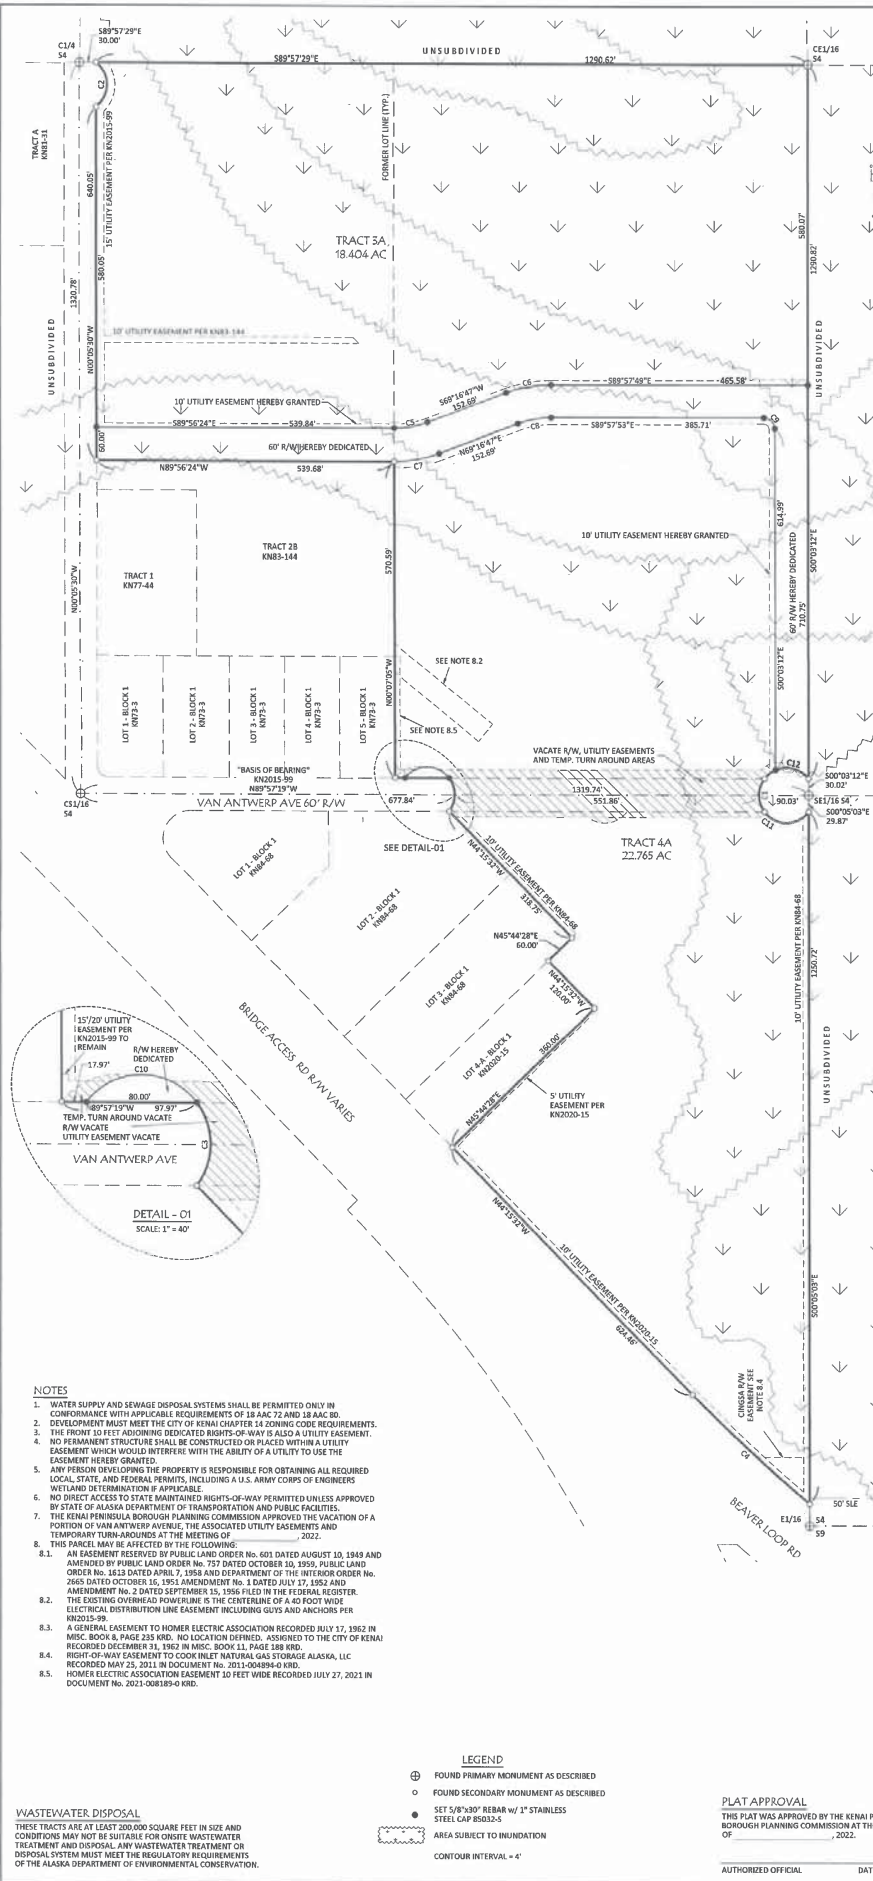 S89°57'29"E
30.00'
C1/4
S4
UNSUBDIVIDED
S89°57'29"E
1290.62'
CE1/16
S4
C2
TRACT A
KN81-31
15' UTILITY EASEMENT PER KN2015-99
FORMER LOT LINE (TYP.)
640.05'
580.05'
TRACT 3A
18.404 AC
580.07'
1290.82'
1320.78'
UNSUBDIVIDED
N00°05'30"W
10' UTILITY EASEMENT PER KN83-144
UNSUBDIVIDED
10' UTILITY EASEMENT HEREBY GRANTED
S89°56'24"E
539.84'
C5
S69°16'47"W
152.69'
C6
S89°57'49"E
465.58'
60.00'
60' R/W HEREBY DEDICATED
N89°56'24"W
539.68'
C7
N69°16'47"E
152.69'
C8
S89°57'53"E
385.71'
C9
614.99'
10' UTILITY EASEMENT HEREBY GRANTED
TRACT 2B
KN83-144
TRACT 1
KN77-44
570.59'
60' R/W HEREBY DEDICATED
710.75'
S00°03'12"E
N00°05'30"W
SEE NOTE 8.2
N00°07'05"W
S00°03'12"E
LOT 1 - BLOCK 1
KN73-3
LOT 2 - BLOCK 1
KN73-3
LOT 3 - BLOCK 1
KN73-3
LOT 4 - BLOCK 1
KN73-3
LOT 5 - BLOCK 1
KN73-3
SEE NOTE 8.5
VACATE R/W, UTILITY EASEMENTS
AND TEMP. TURN AROUND AREAS
"BASIS OF BEARING"
KN2015-99
N89°57'19"W
C12
S00°03'12"E
30.02'
CS1/16
S4
VAN ANTWERP AVE 60' R/W
677.84'
1319.74'
551.86'
90.03'
SE1/16 S4
S00°05'03"E
29.87'
C11
SEE DETAIL-01
TRACT 4A
22.765 AC
LOT 1 - BLOCK 1
KN84-68
10' UTILITY EASEMENT PER KN84-68
N44°15'32"W
318.75'
LOT 2 - BLOCK 1
KN84-68
N45°44'28"E
60.00'
N44°15'32"W
120.00'
LOT 3 - BLOCK 1
KN84-68
10' UTILITY EASEMENT PER KN84-68
1250.72'
BRIDGE ACCESS RD R/W VARIES
360.00'
LOT 4-A - BLOCK 1
KN2020-15
N45°44'28"E
5' UTILITY
EASEMENT PER
KN2020-15
UNSUBDIVIDED
15'/20' UTILITY
EASEMENT PER
KN2015-99 TO
REMAIN
17.97'
R/W HEREBY
DEDICATED
C10
80.00'
89°57'19"W
97.97'
TEMP. TURN AROUND VACATE
R/W VACATE
UTILITY EASEMENT VACATE
C3
VAN ANTWERP AVE
DETAIL - 01
SCALE: 1" = 40'
N44°15'32"W
10' UTILITY EASEMENT PER KN2020-15
624.46'
S00°05'03"E
CINGSA R/W
EASEMENT SEE
NOTE 8.4
C4
BEAVER LOOP RD
50' SLE
E1/16
S4
S9
NOTES
1. WATER SUPPLY AND SEWAGE DISPOSAL SYSTEMS SHALL BE PERMITTED ONLY IN
CONFORMANCE WITH APPLICABLE REQUIREMENTS OF 18 AAC 72 AND 18 AAC 80.
2. DEVELOPMENT MUST MEET THE CITY OF KENAI CHAPTER 14 ZONING CODE REQUIREMENTS.
3. THE FRONT 10 FEET ADJOINING DEDICATED RIGHTS-OF-WAY IS ALSO A UTILITY EASEMENT.
4. NO PERMANENT STRUCTURE SHALL BE CONSTRUCTED OR PLACED WITHIN A UTILITY
EASEMENT WHICH WOULD INTERFERE WITH THE ABILITY OF A UTILITY TO USE THE
EASEMENT HEREBY GRANTED.
5. ANY PERSON DEVELOPING THE PROPERTY IS RESPONSIBLE FOR OBTAINING ALL REQUIRED
LOCAL, STATE, AND FEDERAL PERMITS, INCLUDING A U.S. ARMY CORPS OF ENGINEERS
WETLAND DETERMINATION IF APPLICABLE.
6. NO DIRECT ACCESS TO STATE MAINTAINED RIGHTS-OF-WAY PERMITTED UNLESS APPROVED
BY STATE OF ALASKA DEPARTMENT OF TRANSPORTATION AND PUBLIC FACILITIES.
7. THE KENAI PENINSULA BOROUGH PLANNING COMMISSION APPROVED THE VACATION OF A
PORTION OF VAN ANTWERP AVENUE, THE ASSOCIATED UTILITY EASEMENTS AND
TEMPORARY TURN-AROUNDS AT THE MEETING OF ____________, 2022.
8. THIS PARCEL MAY BE AFFECTED BY THE FOLLOWING:
8.1. AN EASEMENT RESERVED BY PUBLIC LAND ORDER No. 601 DATED AUGUST 10, 1949 AND
AMENDED BY PUBLIC LAND ORDER No. 757 DATED OCTOBER 10, 1959, PUBLIC LAND
ORDER No. 1613 DATED APRIL 7, 1958 AND DEPARTMENT OF THE INTERIOR ORDER No.
2665 DATED OCTOBER 16, 1951 AMENDMENT No. 1 DATED JULY 17, 1952 AND
AMENDMENT No. 2 DATED SEPTEMBER 15, 1956 FILED IN THE FEDERAL REGISTER.
8.2. THE EXISTING OVERHEAD POWERLINE IS THE CENTERLINE OF A 40 FOOT WIDE
ELECTRICAL DISTRIBUTION LINE EASEMENT INCLUDING GUYS AND ANCHORS PER
KN2015-99.
8.3. A GENERAL EASEMENT TO HOMER ELECTRIC ASSOCIATION RECORDED JULY 17, 1962 IN
MISC. BOOK 8, PAGE 235 KRD. NO LOCATION DEFINED. ASSIGNED TO THE CITY OF KENAI
RECORDED DECEMBER 31, 1962 IN MISC. BOOK 11, PAGE 188 KRD.
8.4. RIGHT-OF-WAY EASEMENT TO COOK INLET NATURAL GAS STORAGE ALASKA, LLC
RECORDED MAY 25, 2011 IN DOCUMENT No. 2011-004894-0 KRD.
8.5. HOMER ELECTRIC ASSOCIATION EASEMENT 10 FEET WIDE RECORDED JULY 27, 2021 IN
DOCUMENT No. 2021-008189-0 KRD.
LEGEND
FOUND PRIMARY MONUMENT AS DESCRIBED
FOUND SECONDARY MONUMENT AS DESCRIBED
SET 5/8"x30" REBAR w/ 1" STAINLESS
STEEL CAP 85032-S
AREA SUBJECT TO INUNDATION
CONTOUR INTERVAL = 4'
WASTEWATER DISPOSAL
THESE TRACTS ARE AT LEAST 200,000 SQUARE FEET IN SIZE AND
CONDITIONS MAY NOT BE SUITABLE FOR ONSITE WASTEWATER
TREATMENT AND DISPOSAL. ANY WASTEWATER TREATMENT OR
DISPOSAL SYSTEM MUST MEET THE REGULATORY REQUIREMENTS
OF THE ALASKA DEPARTMENT OF ENVIRONMENTAL CONSERVATION.
PLAT APPROVAL
THIS PLAT WAS APPROVED BY THE KENAI P
BOROUGH PLANNING COMMISSION AT TH
OF ____________, 2022.
AUTHORIZED OFFICIAL DAT